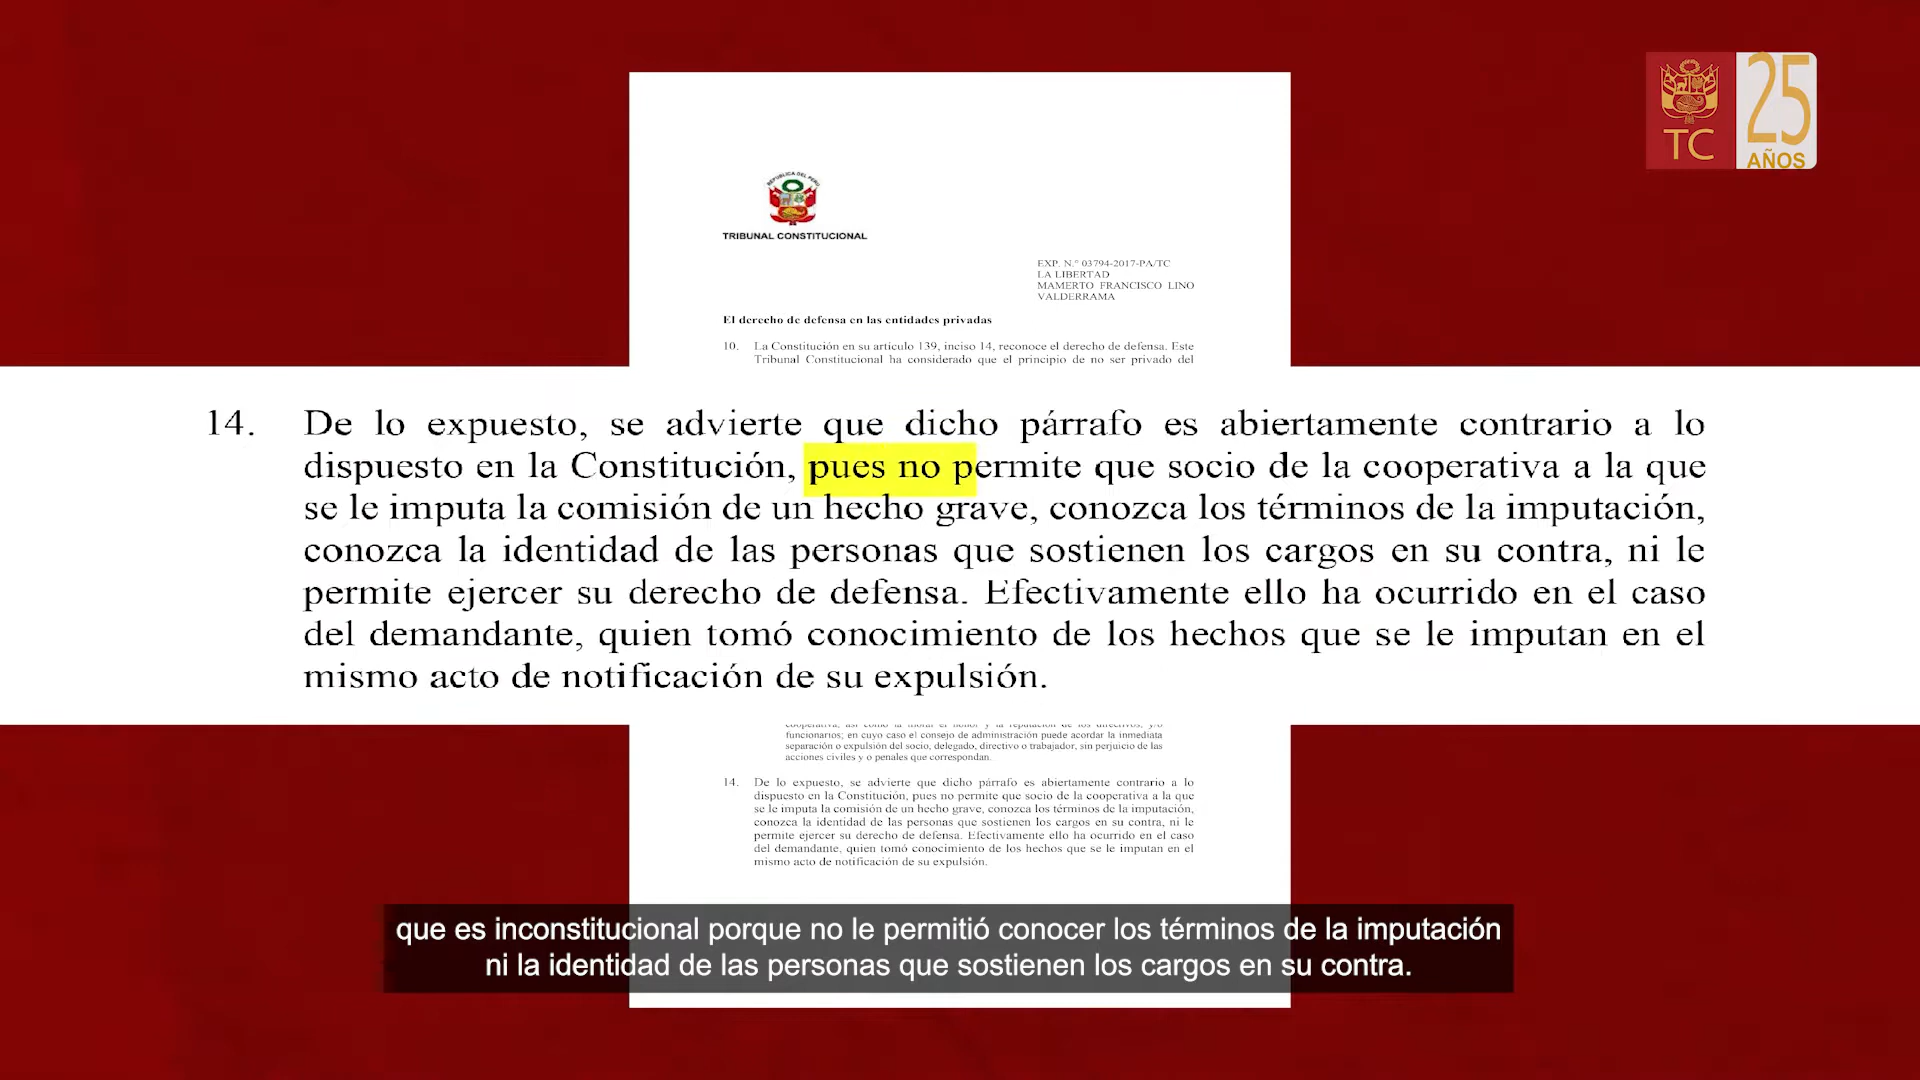 25
TC
AÑOS
REPUBLICA DEL PERU
TRIBUNAL CONSTITUCIONAL
EXP. N.° 03794-2017-PA/TC
LA LIBERTAD
MAMERTO FRANCISCO LINO
VALDERRAMA
El derecho de defensa en las entidades privadas
10. La Constitución en su artículo 139, inciso 14, reconoce el derecho de defensa. Este
Tribunal Constitucional ha considerado que el principio de no ser privado del
14. De lo expuesto, se advierte que dicho párrafo es abiertamente contrario a lo
dispuesto en la Constitución, pues no permite que socio de la cooperativa a la que
se le imputa la comisión de un hecho grave, conozca los términos de la imputación,
conozca la identidad de las personas que sostienen los cargos en su contra, ni le
permite ejercer su derecho de defensa. Efectivamente ello ha ocurrido en el caso
del demandante, quien tomó conocimiento de los hechos que se le imputan en el
mismo acto de notificación de su expulsión.
cooperativa, así como la moral el honor y la reputación de los directivos, y/o
funcionarios; en cuyo caso el consejo de administración puede acordar la inmediata
separación o expulsión del socio, delegado, directivo o trabajador, sin perjuicio de las
acciones civiles y o penales que correspondan.
14. De lo expuesto, se advierte que dicho párrafo es abiertamente contrario a lo
dispuesto en la Constitución, pues no permite que socio de la cooperativa a la que
se le imputa la comisión de un hecho grave, conozca los términos de la imputación,
conozca la identidad de las personas que sostienen los cargos en su contra, ni le
permite ejercer su derecho de defensa. Efectivamente ello ha ocurrido en el caso
del demandante, quien tomó conocimiento de los hechos que se le imputan en el
mismo acto de notificación de su expulsión.
que es inconstitucional porque no le permitió conocer los términos de la imputación
ni la identidad de las personas que sostienen los cargos en su contra.